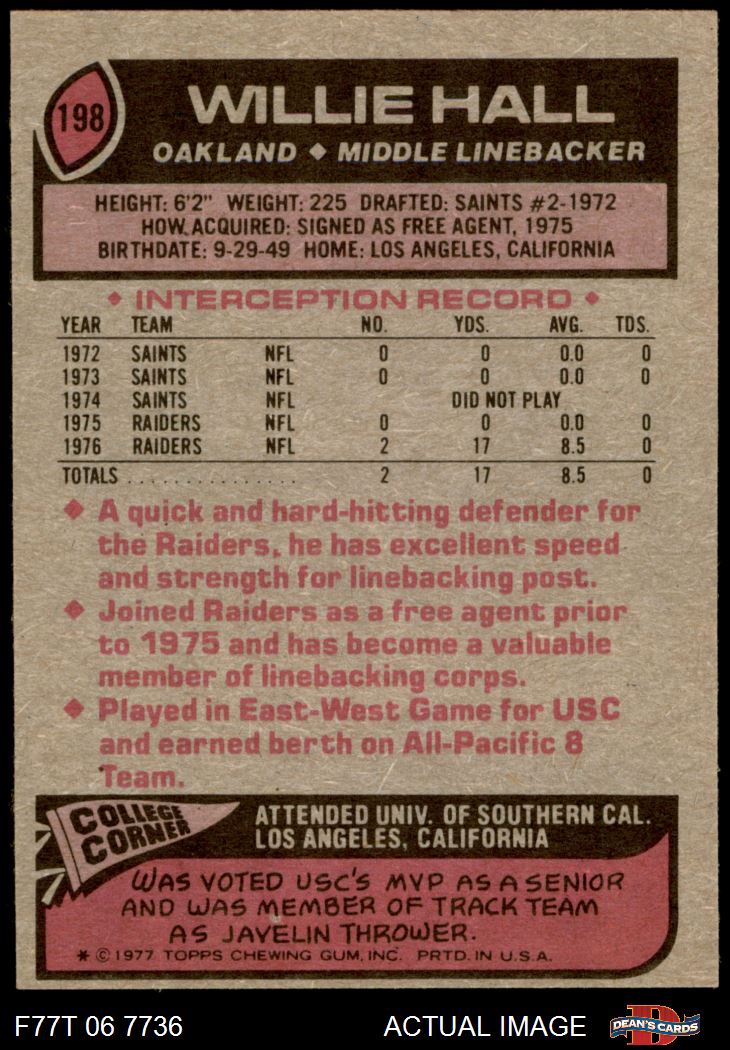 198
WILLIE HALL
OAKLAND ◆ MIDDLE LINEBACKER
HEIGHT: 6'2" WEIGHT: 225 DRAFTED: SAINTS #2-1972
HOW ACQUIRED: SIGNED AS FREE AGENT, 1975
BIRTHDATE: 9-29-49 HOME: LOS ANGELES, CALIFORNIA
◆ INTERCEPTION RECORD ◆
YEAR TEAM NO. YDS. AVG. TDS.
1972 SAINTS NFL 0 0 0.0 0
1973 SAINTS NFL 0 0 0.0 0
1974 SAINTS NFL DID NOT PLAY
1975 RAIDERS NFL 0 0 0.0 0
1976 RAIDERS NFL 2 17 8.5 0
TOTALS . . . . . . . . . . . . . . . 2 17 8.5 0
◆ A quick and hard-hitting defender for
the Raiders, he has excellent speed
and strength for linebacking post.
◆ Joined Raiders as a free agent prior
to 1975 and has become a valuable
member of linebacking corps.
◆ Played in East-West Game for USC
and earned berth on All-Pacific 8
Team.
COLLEGE
CORNER
ATTENDED UNIV. OF SOUTHERN CAL.
LOS ANGELES, CALIFORNIA
WAS VOTED USC'S MVP AS A SENIOR
AND WAS MEMBER OF TRACK TEAM
AS JAVELIN THROWER.
* © 1977 TOPPS CHEWING GUM, INC. PRTD. IN U.S.A.
F77T 06 7736 ACTUAL IMAGE
D
DEAN'S CARDS